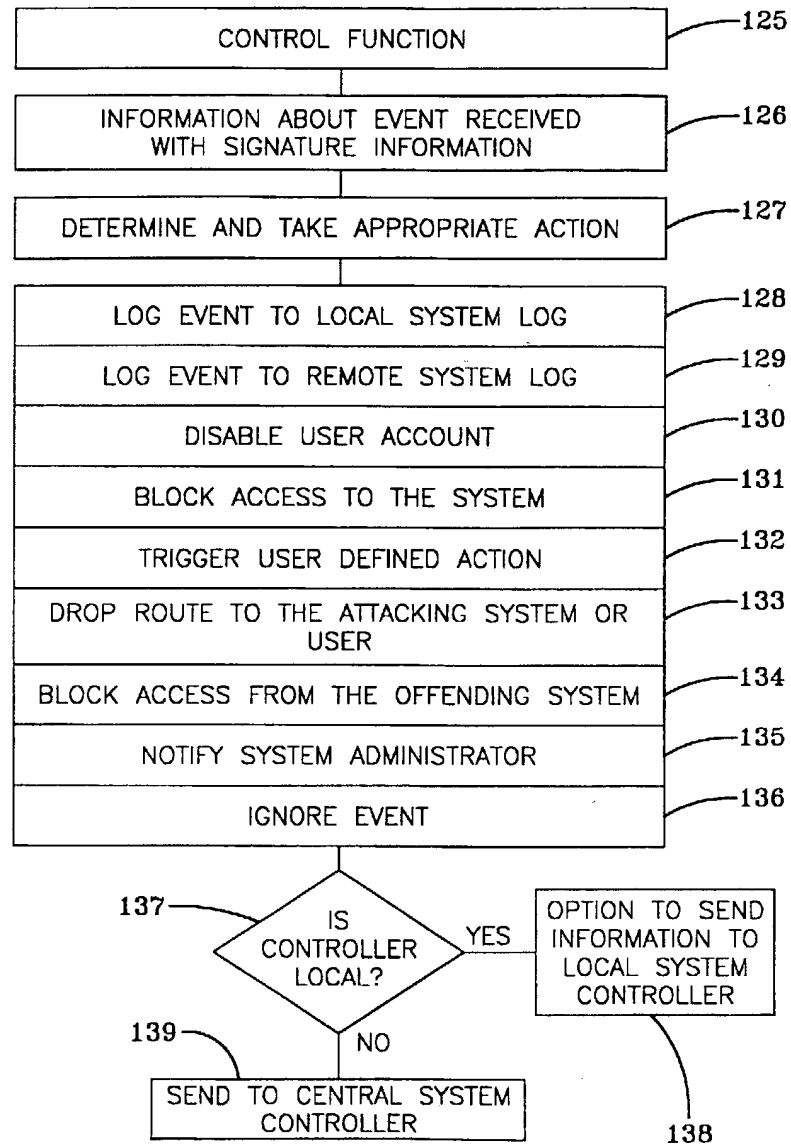 CONTROL FUNCTION
125
INFORMATION ABOUT EVENT RECEIVED
WITH SIGNATURE INFORMATION
126
DETERMINE AND TAKE APPROPRIATE ACTION
127
LOG EVENT TO LOCAL SYSTEM LOG
128
LOG EVENT TO REMOTE SYSTEM LOG
129
DISABLE USER ACCOUNT
130
BLOCK ACCESS TO THE SYSTEM
131
TRIGGER USER DEFINED ACTION
132
DROP ROUTE TO THE ATTACKING SYSTEM OR
USER
133
BLOCK ACCESS FROM THE OFFENDING SYSTEM
134
NOTIFY SYSTEM ADMINISTRATOR
135
IGNORE EVENT
136
137
IS
CONTROLLER
LOCAL?
YES
OPTION TO SEND
INFORMATION TO
LOCAL SYSTEM
CONTROLLER
138
NO
139
SEND TO CENTRAL SYSTEM
CONTROLLER